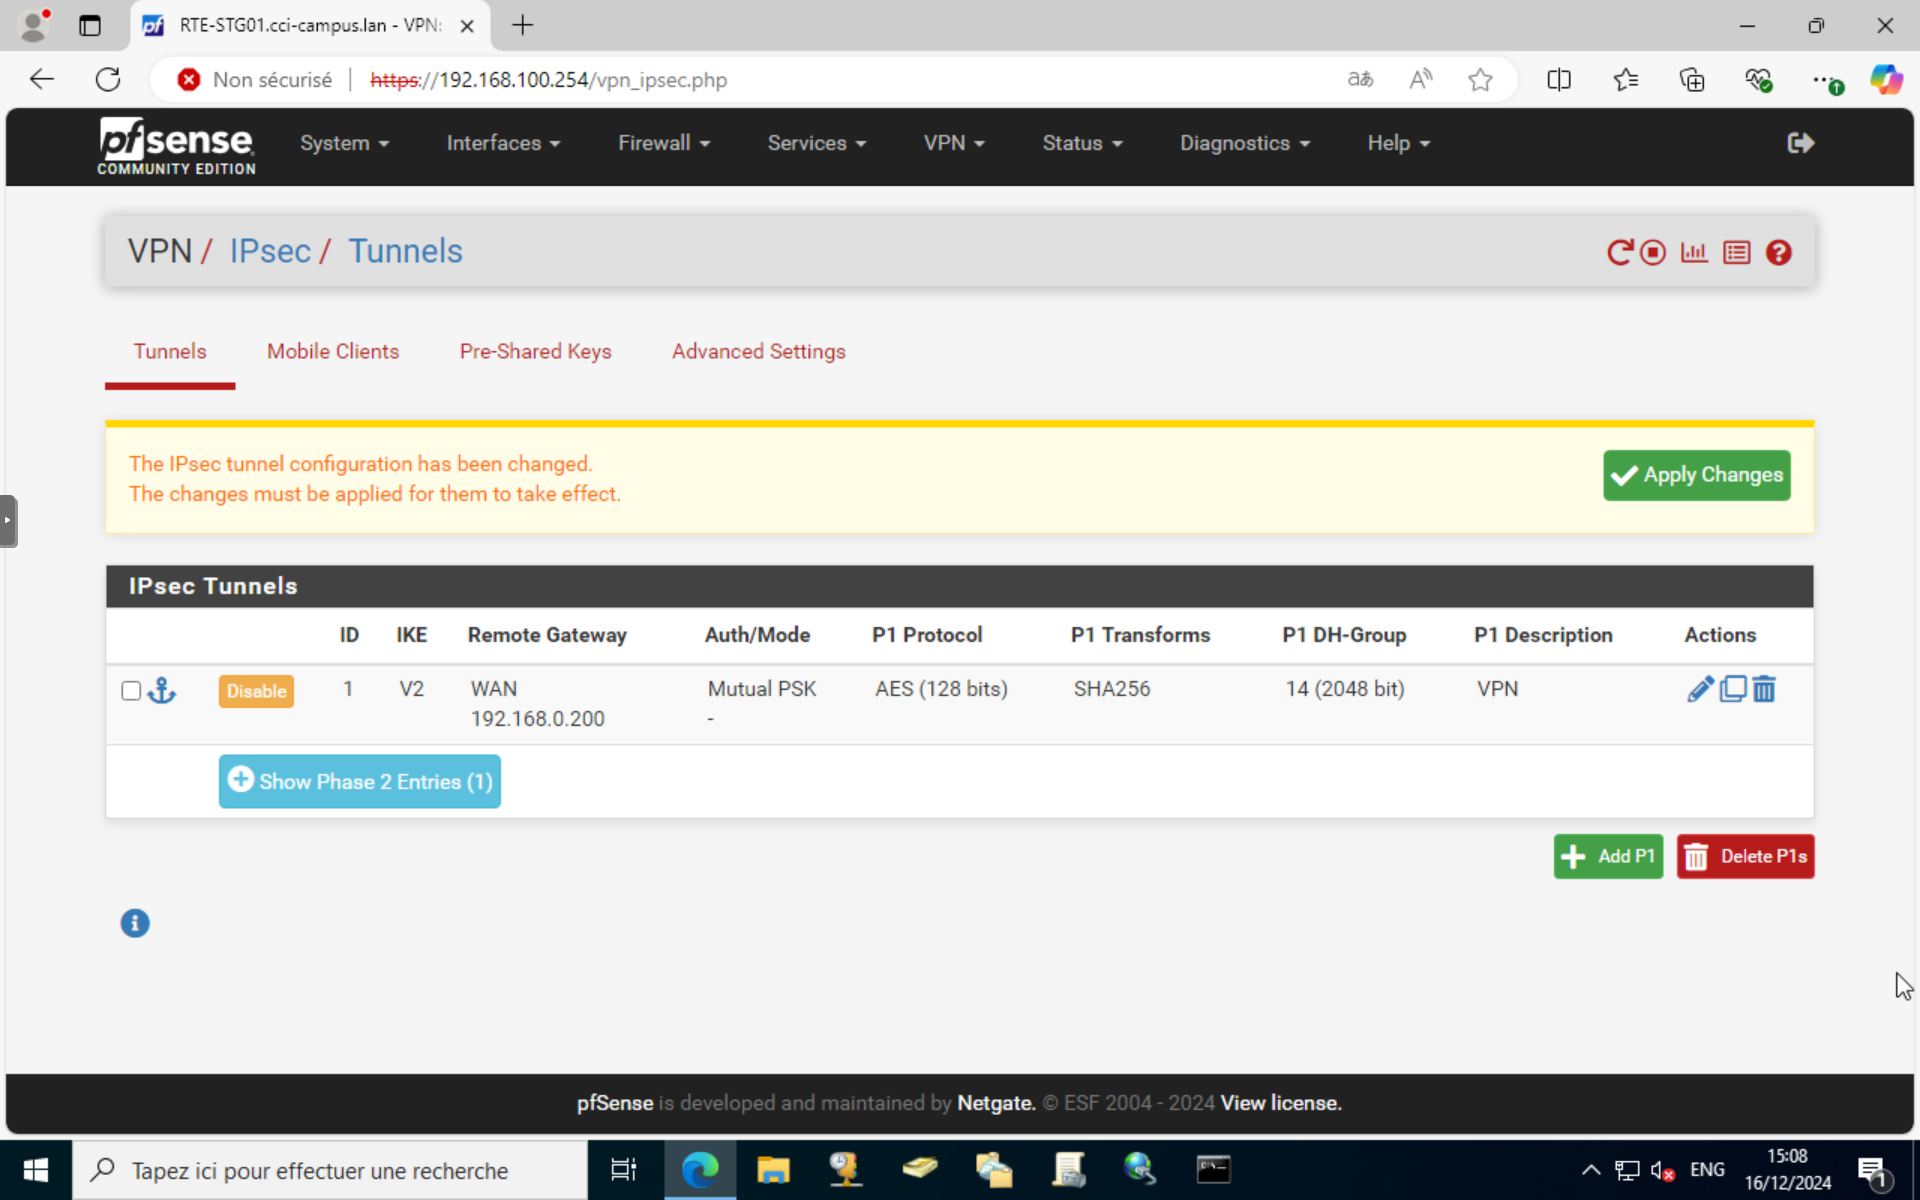 RTE-STG01.cci-campus.lan - VPN:
Non sécurisé
https://192.168.100.254/vpn_ipsec.php
aあ
pfsense
COMMUNITY EDITION
System
Interfaces
Firewall
Services
VPN
Status
Diagnostics
Help
VPN / IPsec / Tunnels
Tunnels
Mobile Clients
Pre-Shared Keys
Advanced Settings
The IPsec tunnel configuration has been changed.
The changes must be applied for them to take effect.
Apply Changes
IPsec Tunnels
ID IKE Remote Gateway Auth/Mode P1 Protocol P1 Transforms P1 DH-Group P1 Description Actions
Disable 1 V2 WAN Mutual PSK AES (128 bits) SHA256 14 (2048 bit) VPN
192.168.0.200 -
Show Phase 2 Entries (1)
Add P1
Delete P1s
pfSense is developed and maintained by Netgate. © ESF 2004 - 2024 View license.
Tapez ici pour effectuer une recherche
ENG
15:08
16/12/2024
1